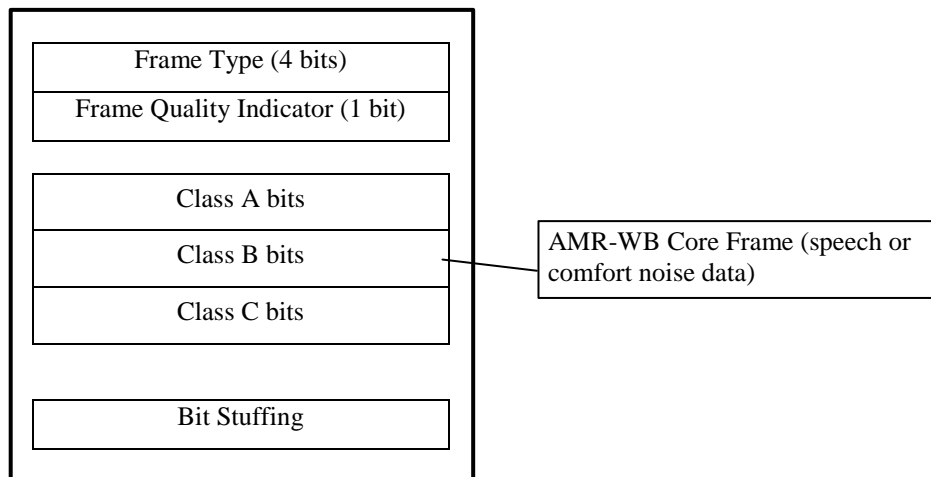 Frame Type (4 bits)
Frame Quality Indicator (1 bit)
Class A bits
Class B bits
Class C bits
AMR-WB Core Frame (speech or
comfort noise data)
Bit Stuffing